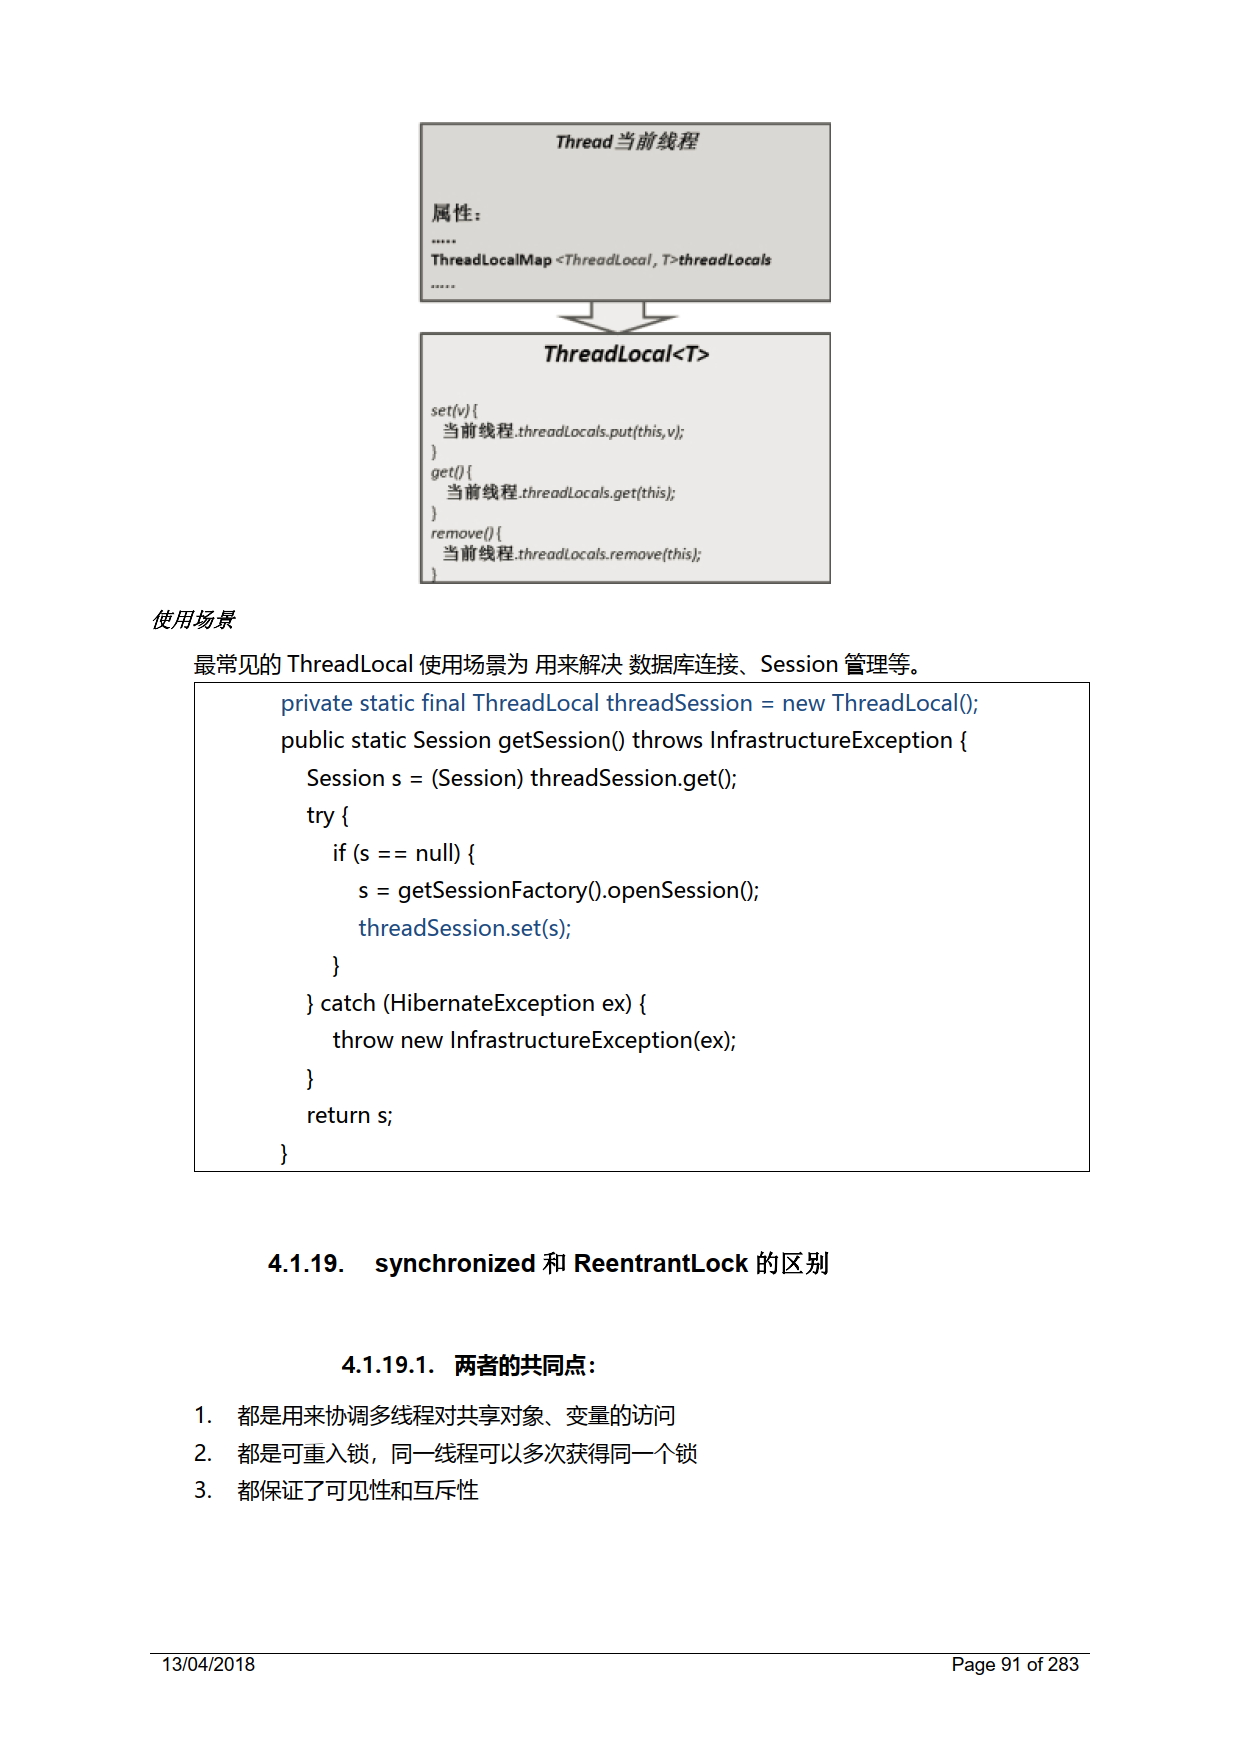 Thread当前线程
属性：
.....
ThreadLocalMap <ThreadLocal, T>threadLocals
.....
ThreadLocal<T>
set(v){
当前线程.threadLocals.put(this,v);
}
get(){
当前线程.threadLocals.get(this);
}
remove(){
当前线程.threadLocals.remove(this);
}
使用场景
最常见的 ThreadLocal 使用场景为 用来解决 数据库连接、Session 管理等。
private static final ThreadLocal threadSession = new ThreadLocal();
public static Session getSession() throws InfrastructureException {
Session s = (Session) threadSession.get();
try {
if (s == null) {
s = getSessionFactory().openSession();
threadSession.set(s);
}
} catch (HibernateException ex) {
throw new InfrastructureException(ex);
}
return s;
}
4.1.19. synchronized 和 ReentrantLock 的区别
4.1.19.1. 两者的共同点：
1. 都是用来协调多线程对共享对象、变量的访问
2. 都是可重入锁，同一线程可以多次获得同一个锁
3. 都保证了可见性和互斥性
13/04/2018 Page 91 of 283